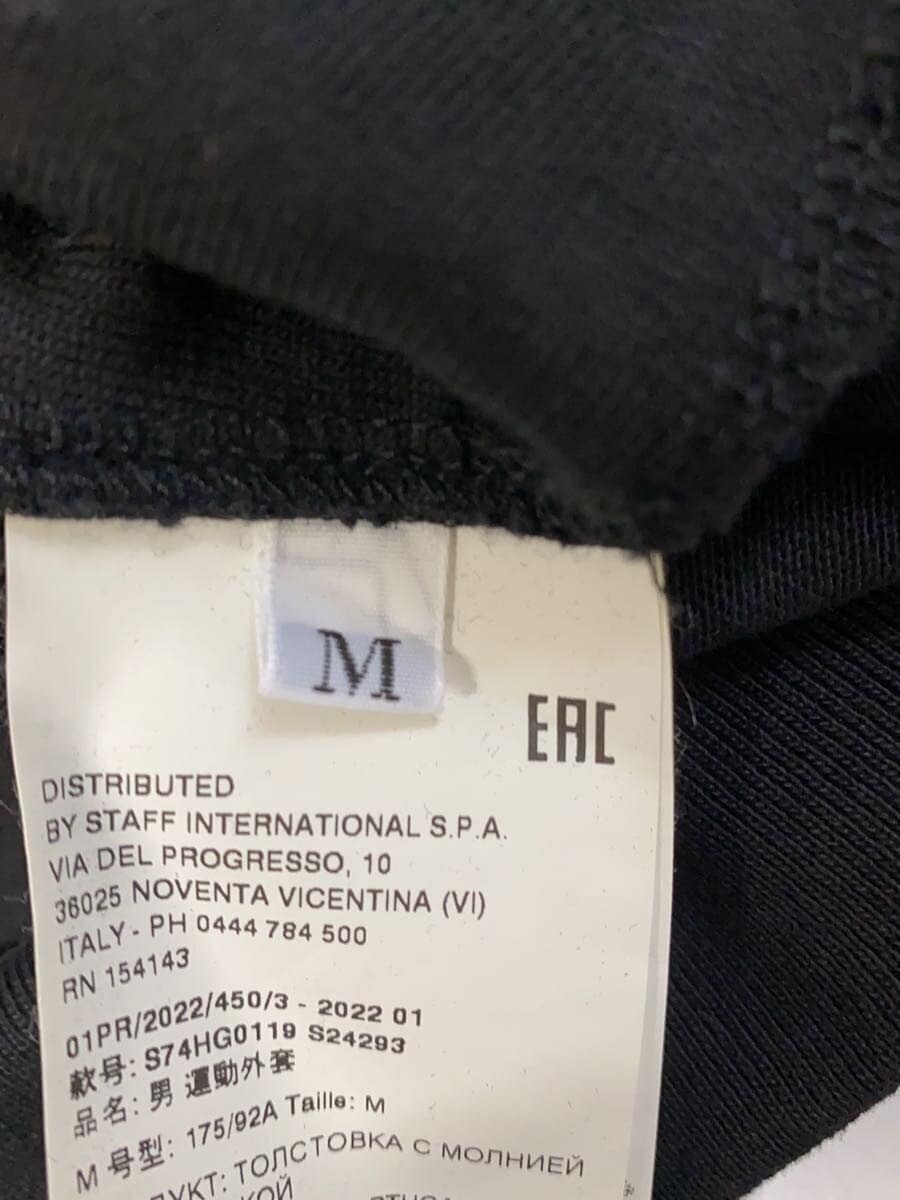 M
EAC
DISTRIBUTED
BY STAFF INTERNATIONAL S.P.A.
VIA DEL PROGRESSO, 10
36025 NOVENTA VICENTINA (VI)
ITALY - PH 0444 784 500
RN 154143
01PR/2022/450/3 - 2022 01
款号: S74HG0119 S24293
品名: 男 運動外套
M 号型: 175/92A Taille: M
ТОЛСТОВКА С МОЛНИЕЙ